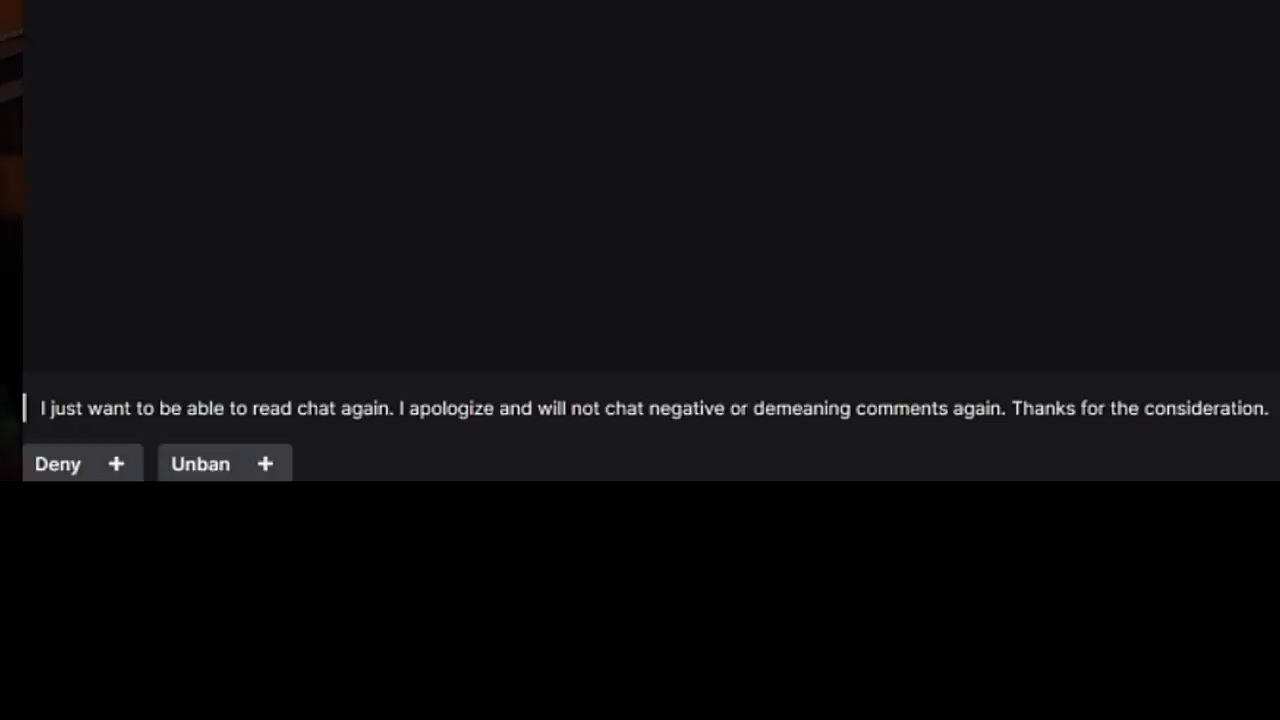 I just want to be able to read chat again. I apologize and will not chat negative or demeaning comments again. Thanks for the consideration.
Deny + Unban +